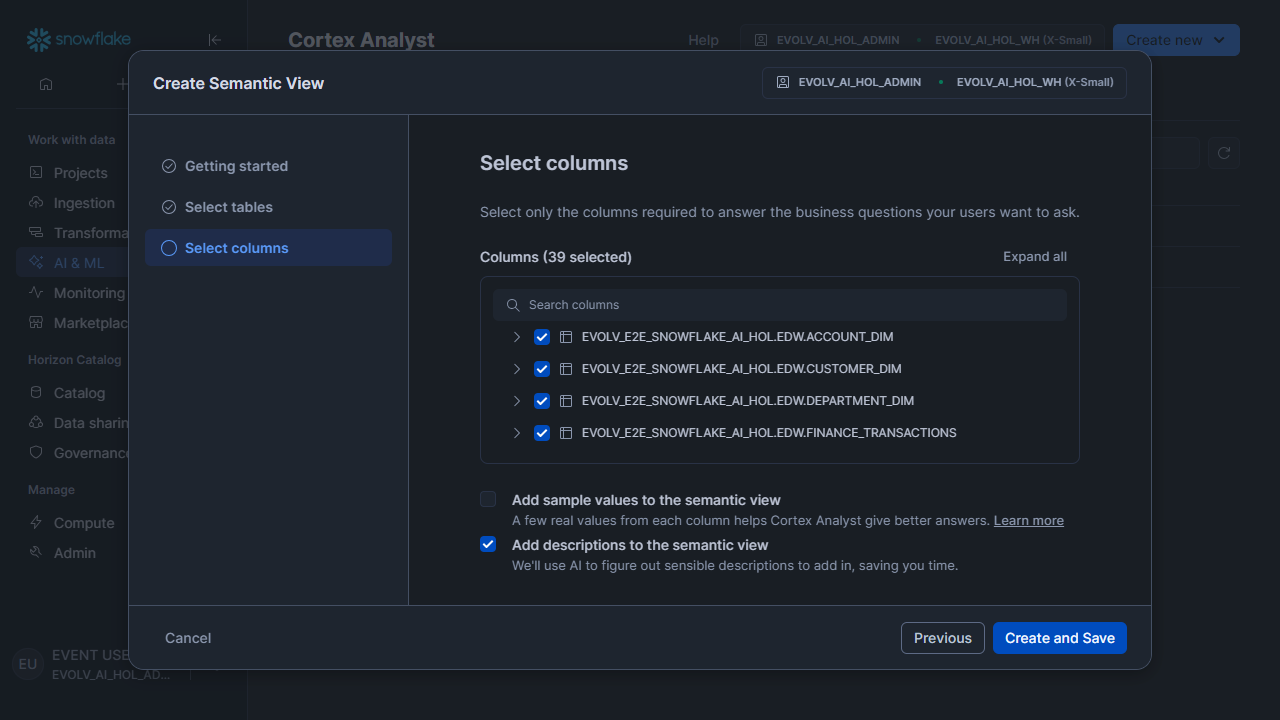 snowflake
Cortex Analyst
Help
EVOLV_AI_HOL_ADMIN
EVOLV_AI_HOL_WH (X-Small)
Create new
Create Semantic View
EVOLV_AI_HOL_ADMIN
EVOLV_AI_HOL_WH (X-Small)
Work with data
Projects
Ingestion
Transforma
AI & ML
Monitoring
Marketplac
Horizon Catalog
Catalog
Data sharin
Governance
Manage
Compute
Admin
EU
EVENT USE
EVOLV_AI_HOL_AD...
Getting started
Select tables
Select columns
Select columns
Select only the columns required to answer the business questions your users want to ask.
Columns (39 selected)
Expand all
Search columns
EVOLV_E2E_SNOWFLAKE_AI_HOL.EDW.ACCOUNT_DIM
EVOLV_E2E_SNOWFLAKE_AI_HOL.EDW.CUSTOMER_DIM
EVOLV_E2E_SNOWFLAKE_AI_HOL.EDW.DEPARTMENT_DIM
EVOLV_E2E_SNOWFLAKE_AI_HOL.EDW.FINANCE_TRANSACTIONS
Add sample values to the semantic view
A few real values from each column helps Cortex Analyst give better answers. Learn more
Add descriptions to the semantic view
We'll use AI to figure out sensible descriptions to add in, saving you time.
Cancel
Previous
Create and Save